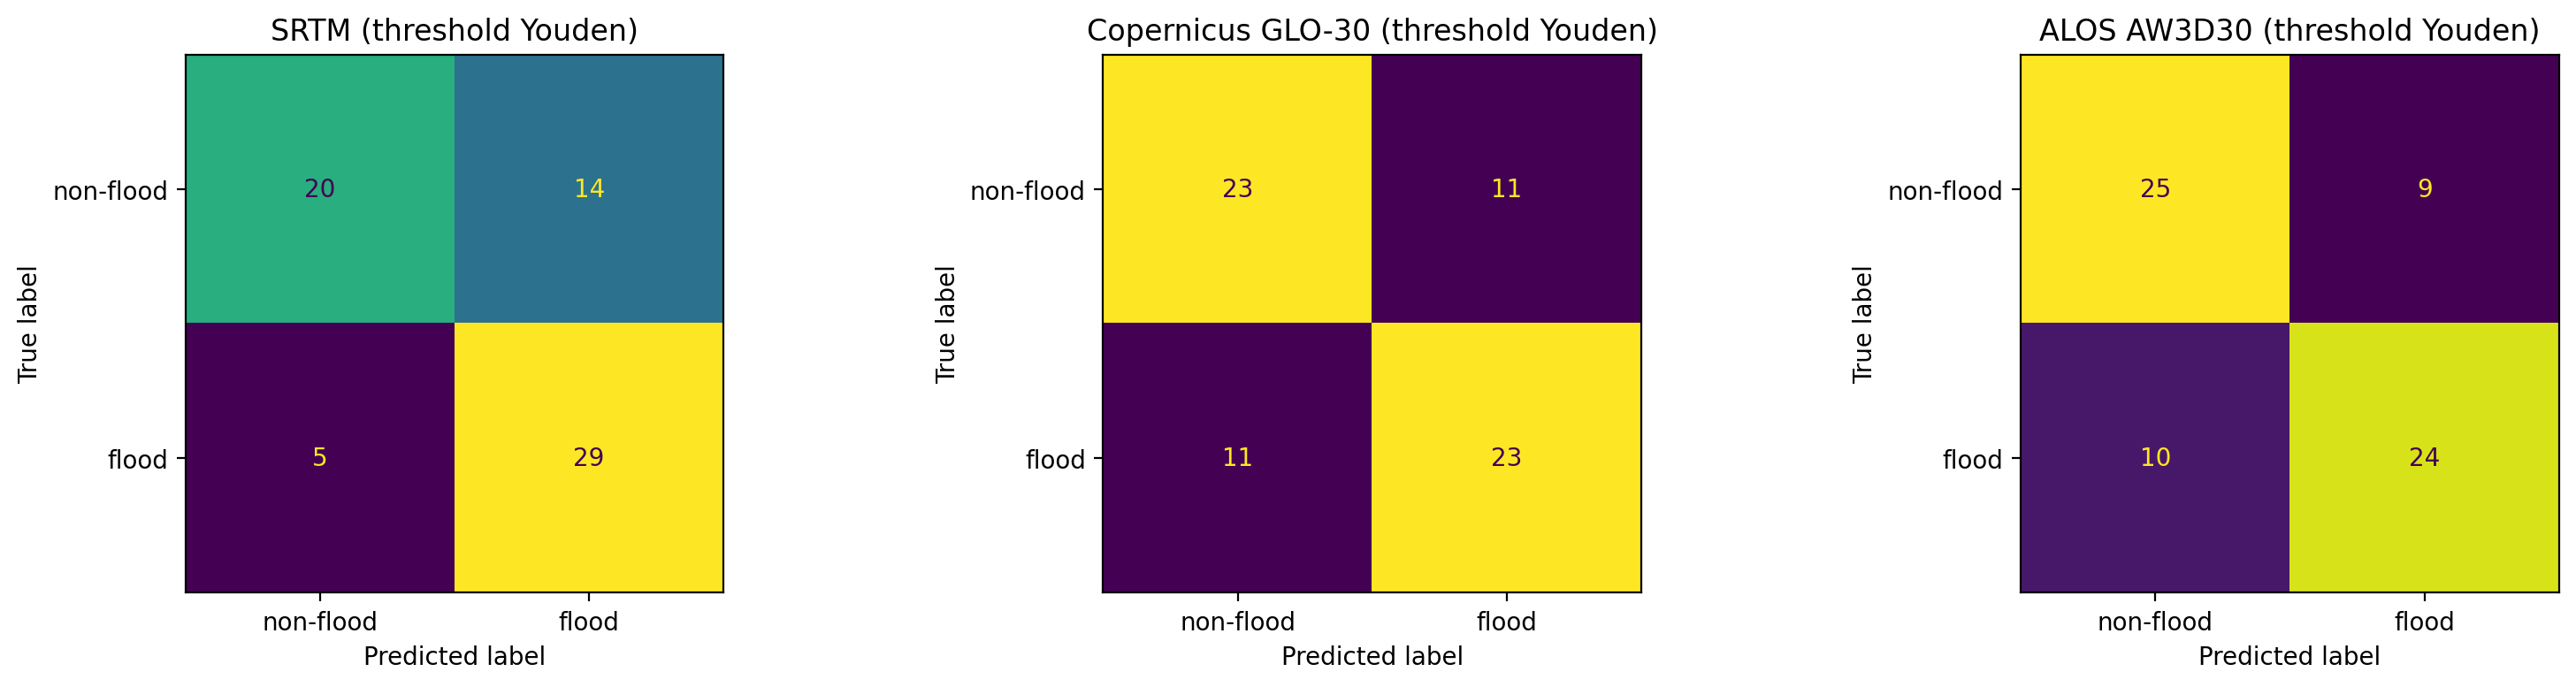 SRTM (threshold Youden)
True label
non-flood
flood
20
14
5
29
non-flood
flood
Predicted label
Copernicus GLO-30 (threshold Youden)
True label
non-flood
flood
23
11
11
23
non-flood
flood
Predicted label
ALOS AW3D30 (threshold Youden)
True label
non-flood
flood
25
9
10
24
non-flood
flood
Predicted label